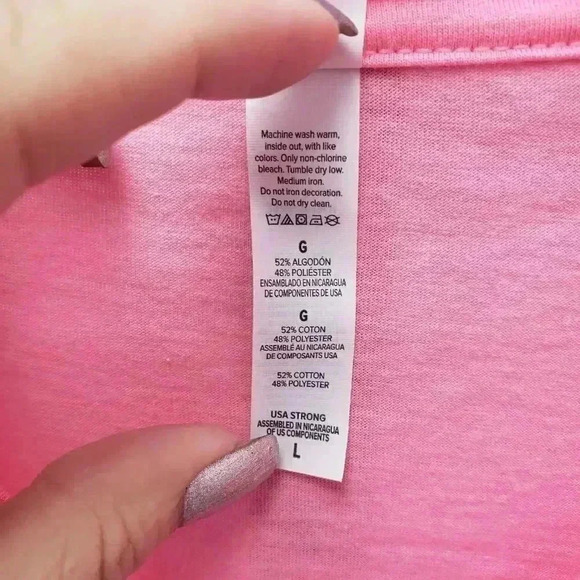 Machine wash warm,
inside out, with like
colors. Only non-chlorine
bleach. Tumble dry low.
Medium iron.
Do not iron decoration.
Do not dry clean.
G
52% ALGODÓN
48% POLIÉSTER
ENSAMBLADO EN NICARAGUA
DE COMPONENTES DE USA
G
52% COTON
48% POLYESTER
ASSEMBLÉ AU NICARAGUA
DE COMPOSANTS USA
52% COTTON
48% POLYESTER
USA STRONG
ASSEMBLED IN NICARAGUA
OF US COMPONENTS
L